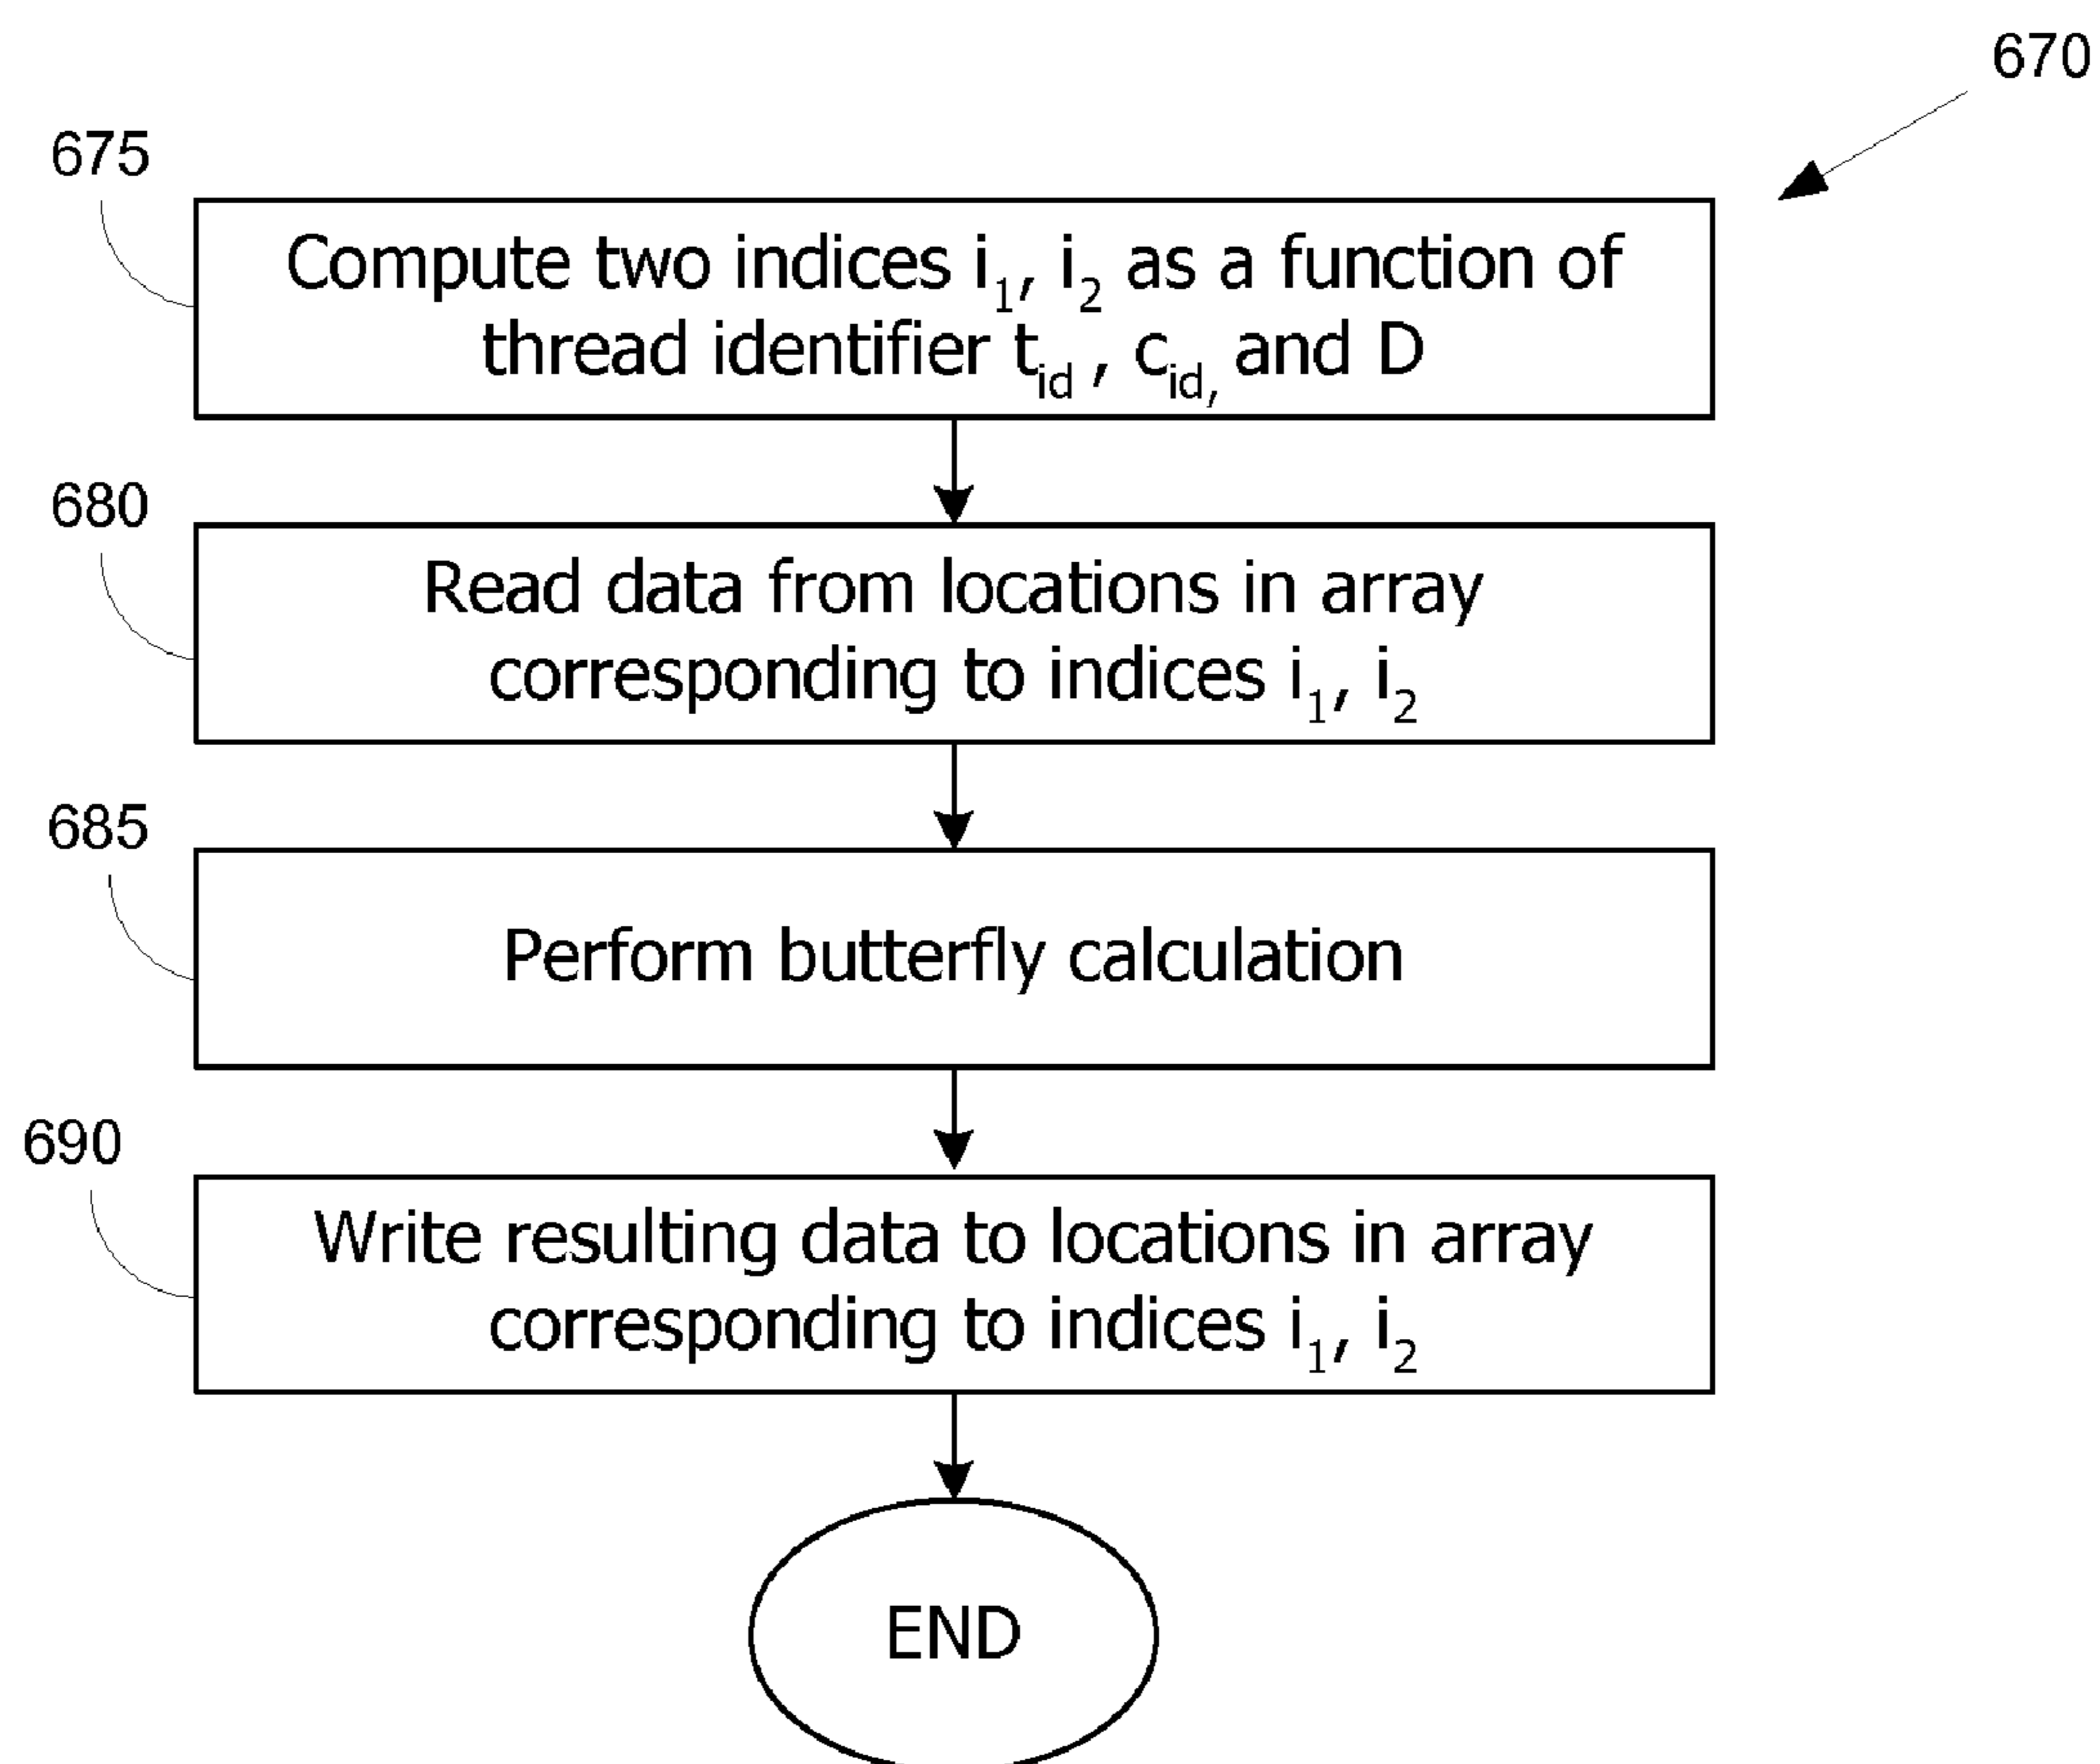 670
675
Compute two indices i₁, i₂ as a function of
thread identifier t_id , c_id, and D
680
Read data from locations in array
corresponding to indices i₁, i₂
685
Perform butterfly calculation
690
Write resulting data to locations in array
corresponding to indices i₁, i₂
END